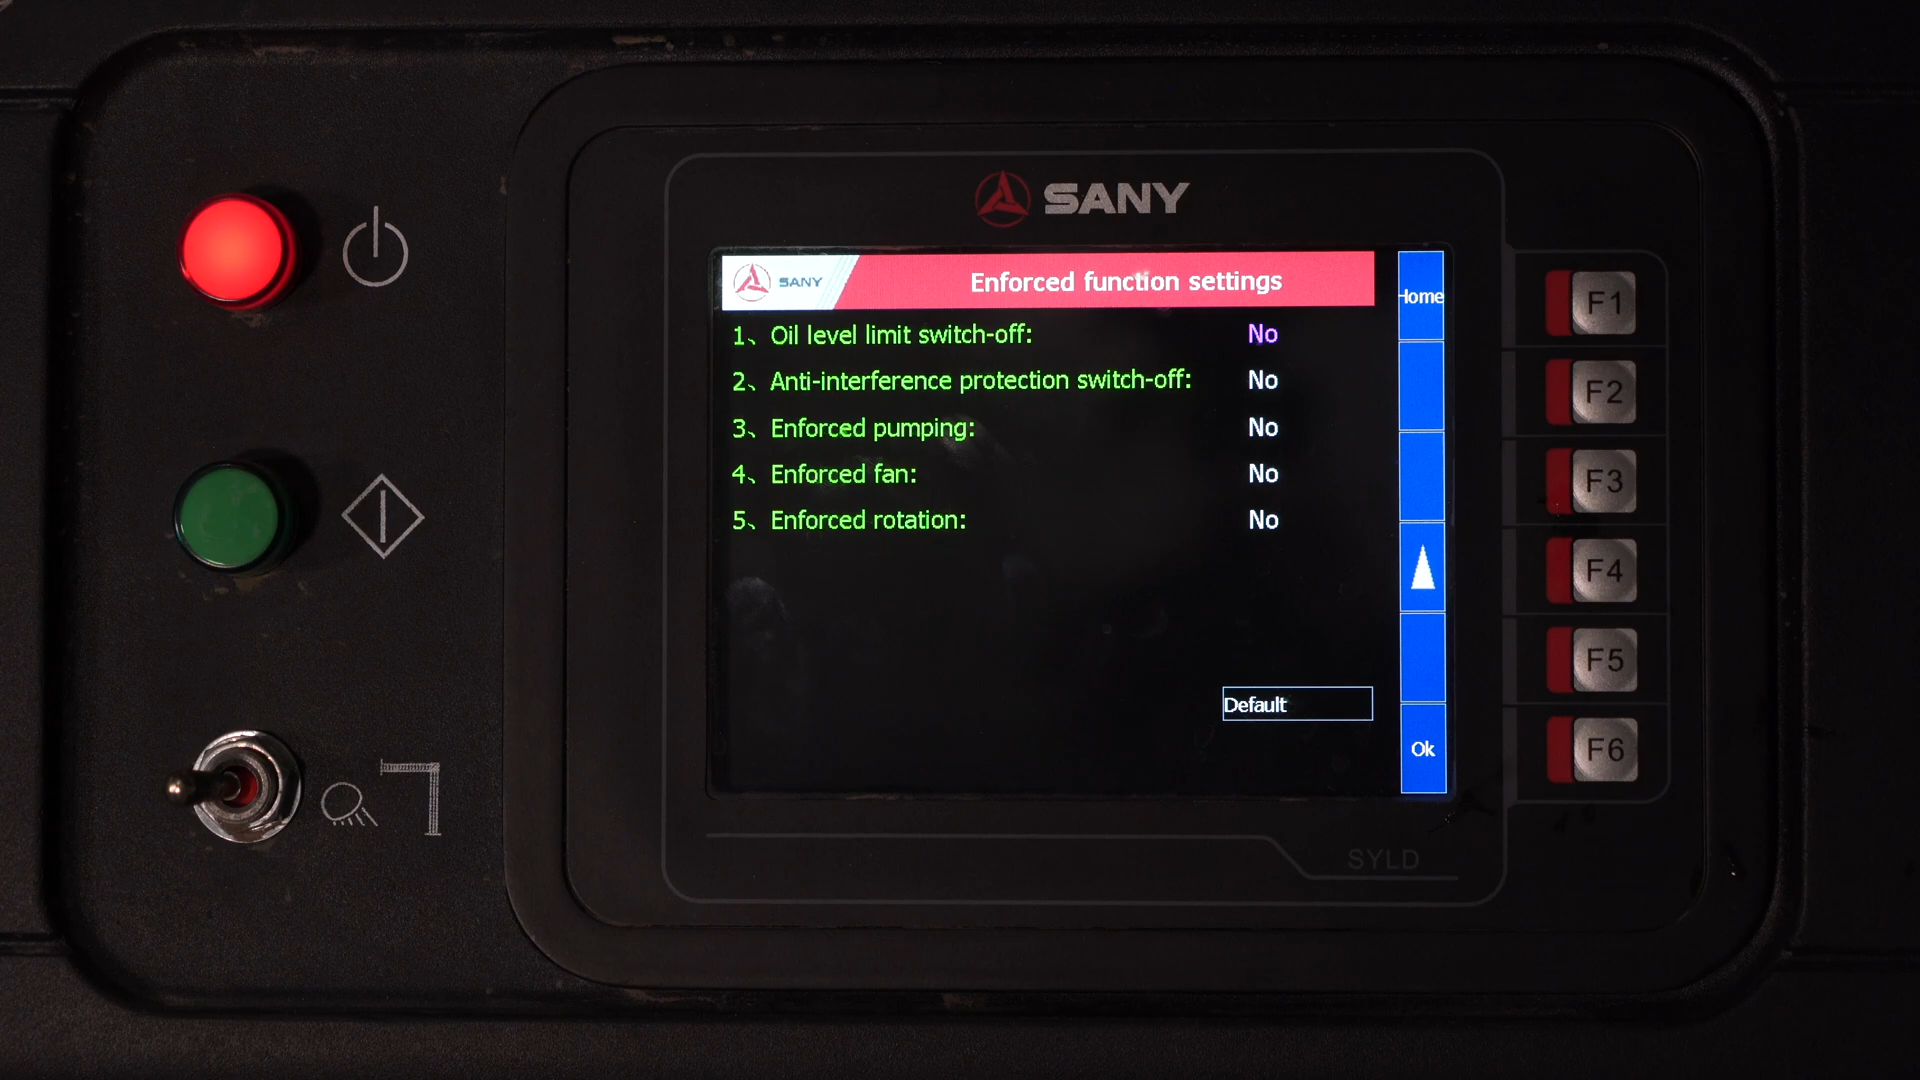 SANY
SANY
Enforced function settings
Home
1、Oil level limit switch-off: No
2、Anti-interference protection switch-off: No
3、Enforced pumping: No
4、Enforced fan: No
5、Enforced rotation: No
Default
Ok
F1
F2
F3
F4
F5
F6
SYLD